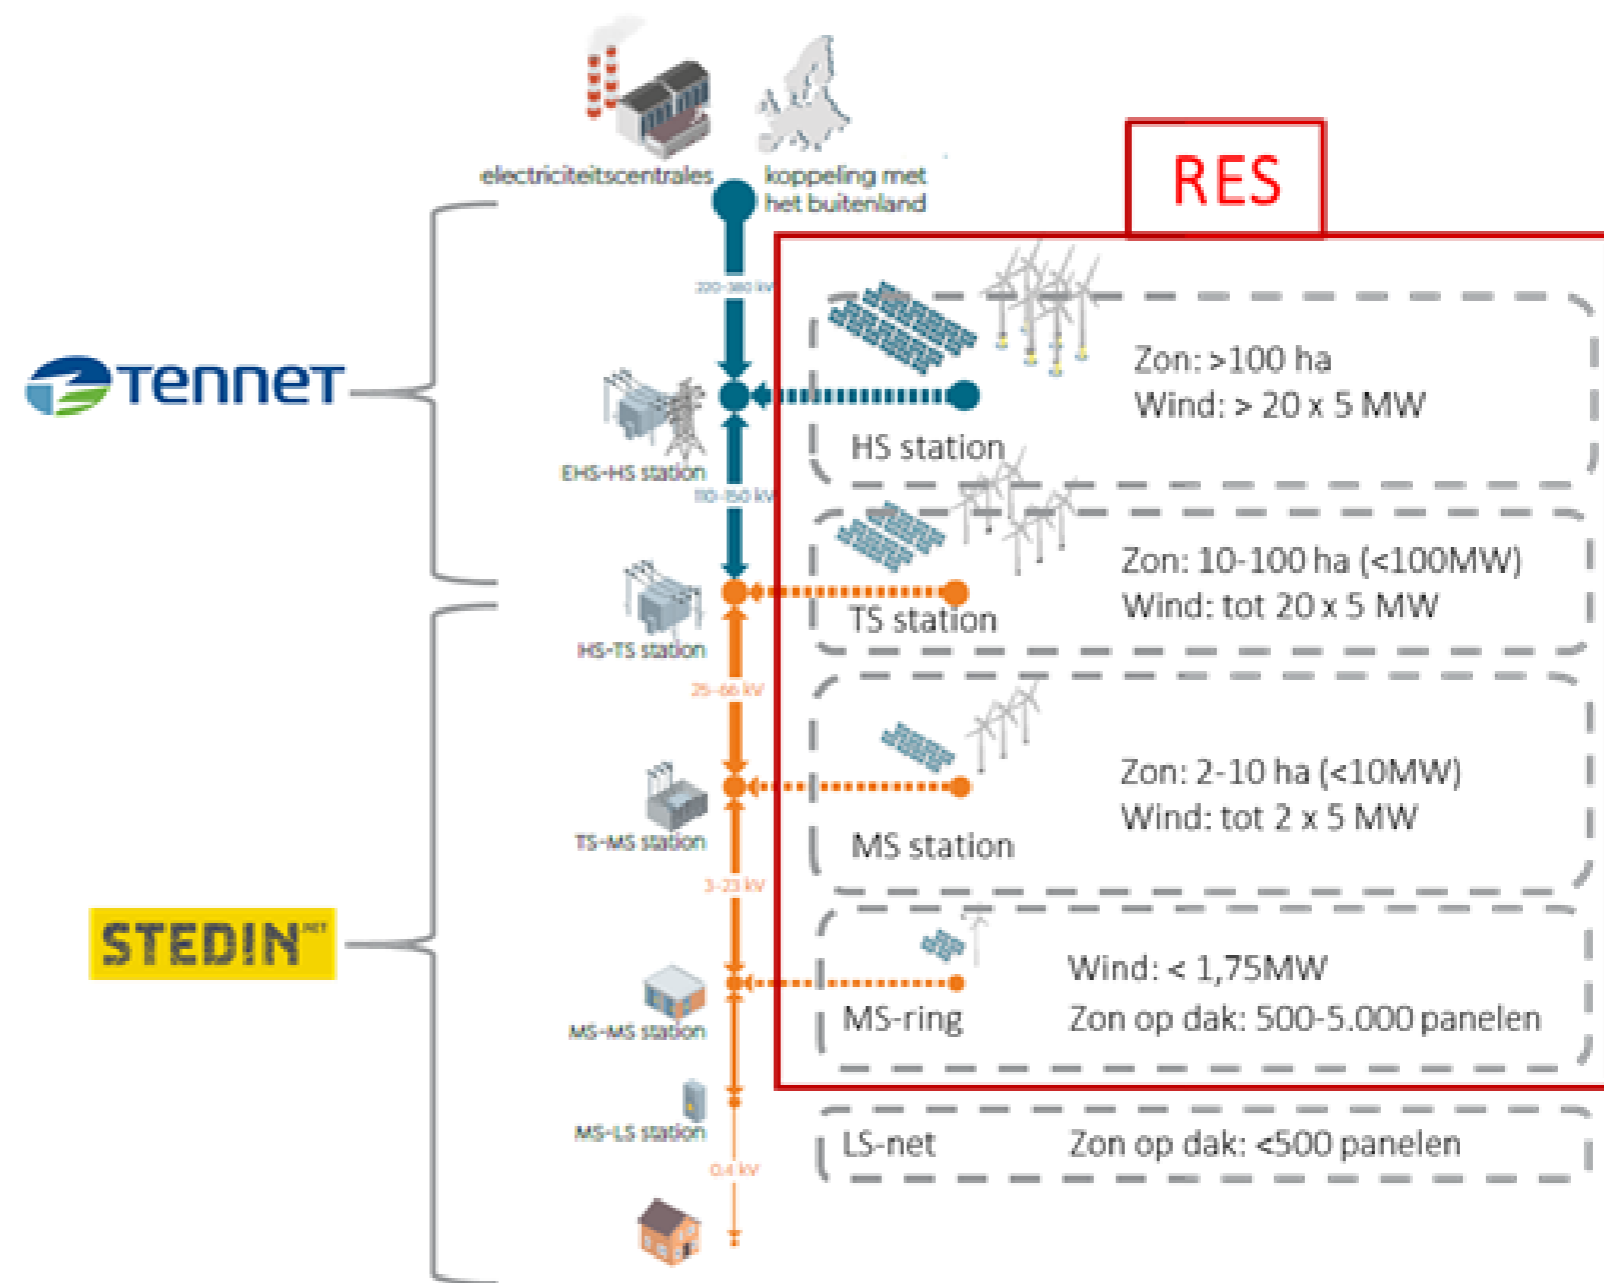 electriciteitscentrales
koppeling met
het buitenland
RES
220-380 kV
Zon: >100 ha
Wind: > 20 x 5 MW
TENNET
HS station
EHS-HS station
110-150 kV
Zon: 10-100 ha (<100MW)
Wind: tot 20 x 5 MW
TS station
HS-TS station
25-66 kV
Zon: 2-10 ha (<10MW)
Wind: tot 2 x 5 MW
TS-MS station
MS station
3-23 kV
STEDIN.NET
Wind: < 1,75MW
MS-ring
Zon op dak: 500-5.000 panelen
MS-MS station
MS-LS station
LS-net
Zon op dak: <500 panelen
0,4 kV